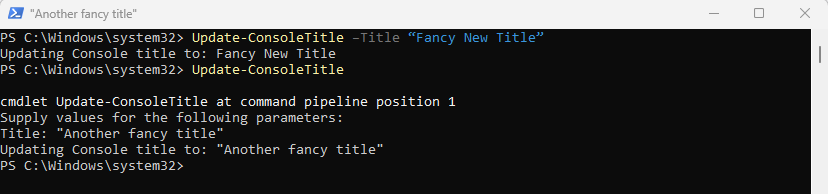 "Another fancy title"
PS C:\Windows\system32> Update-ConsoleTitle –Title “Fancy New Title”
Updating Console title to: Fancy New Title
PS C:\Windows\system32> Update-ConsoleTitle

cmdlet Update-ConsoleTitle at command pipeline position 1
Supply values for the following parameters:
Title: "Another fancy title"
Updating Console title to: "Another fancy title"
PS C:\Windows\system32>